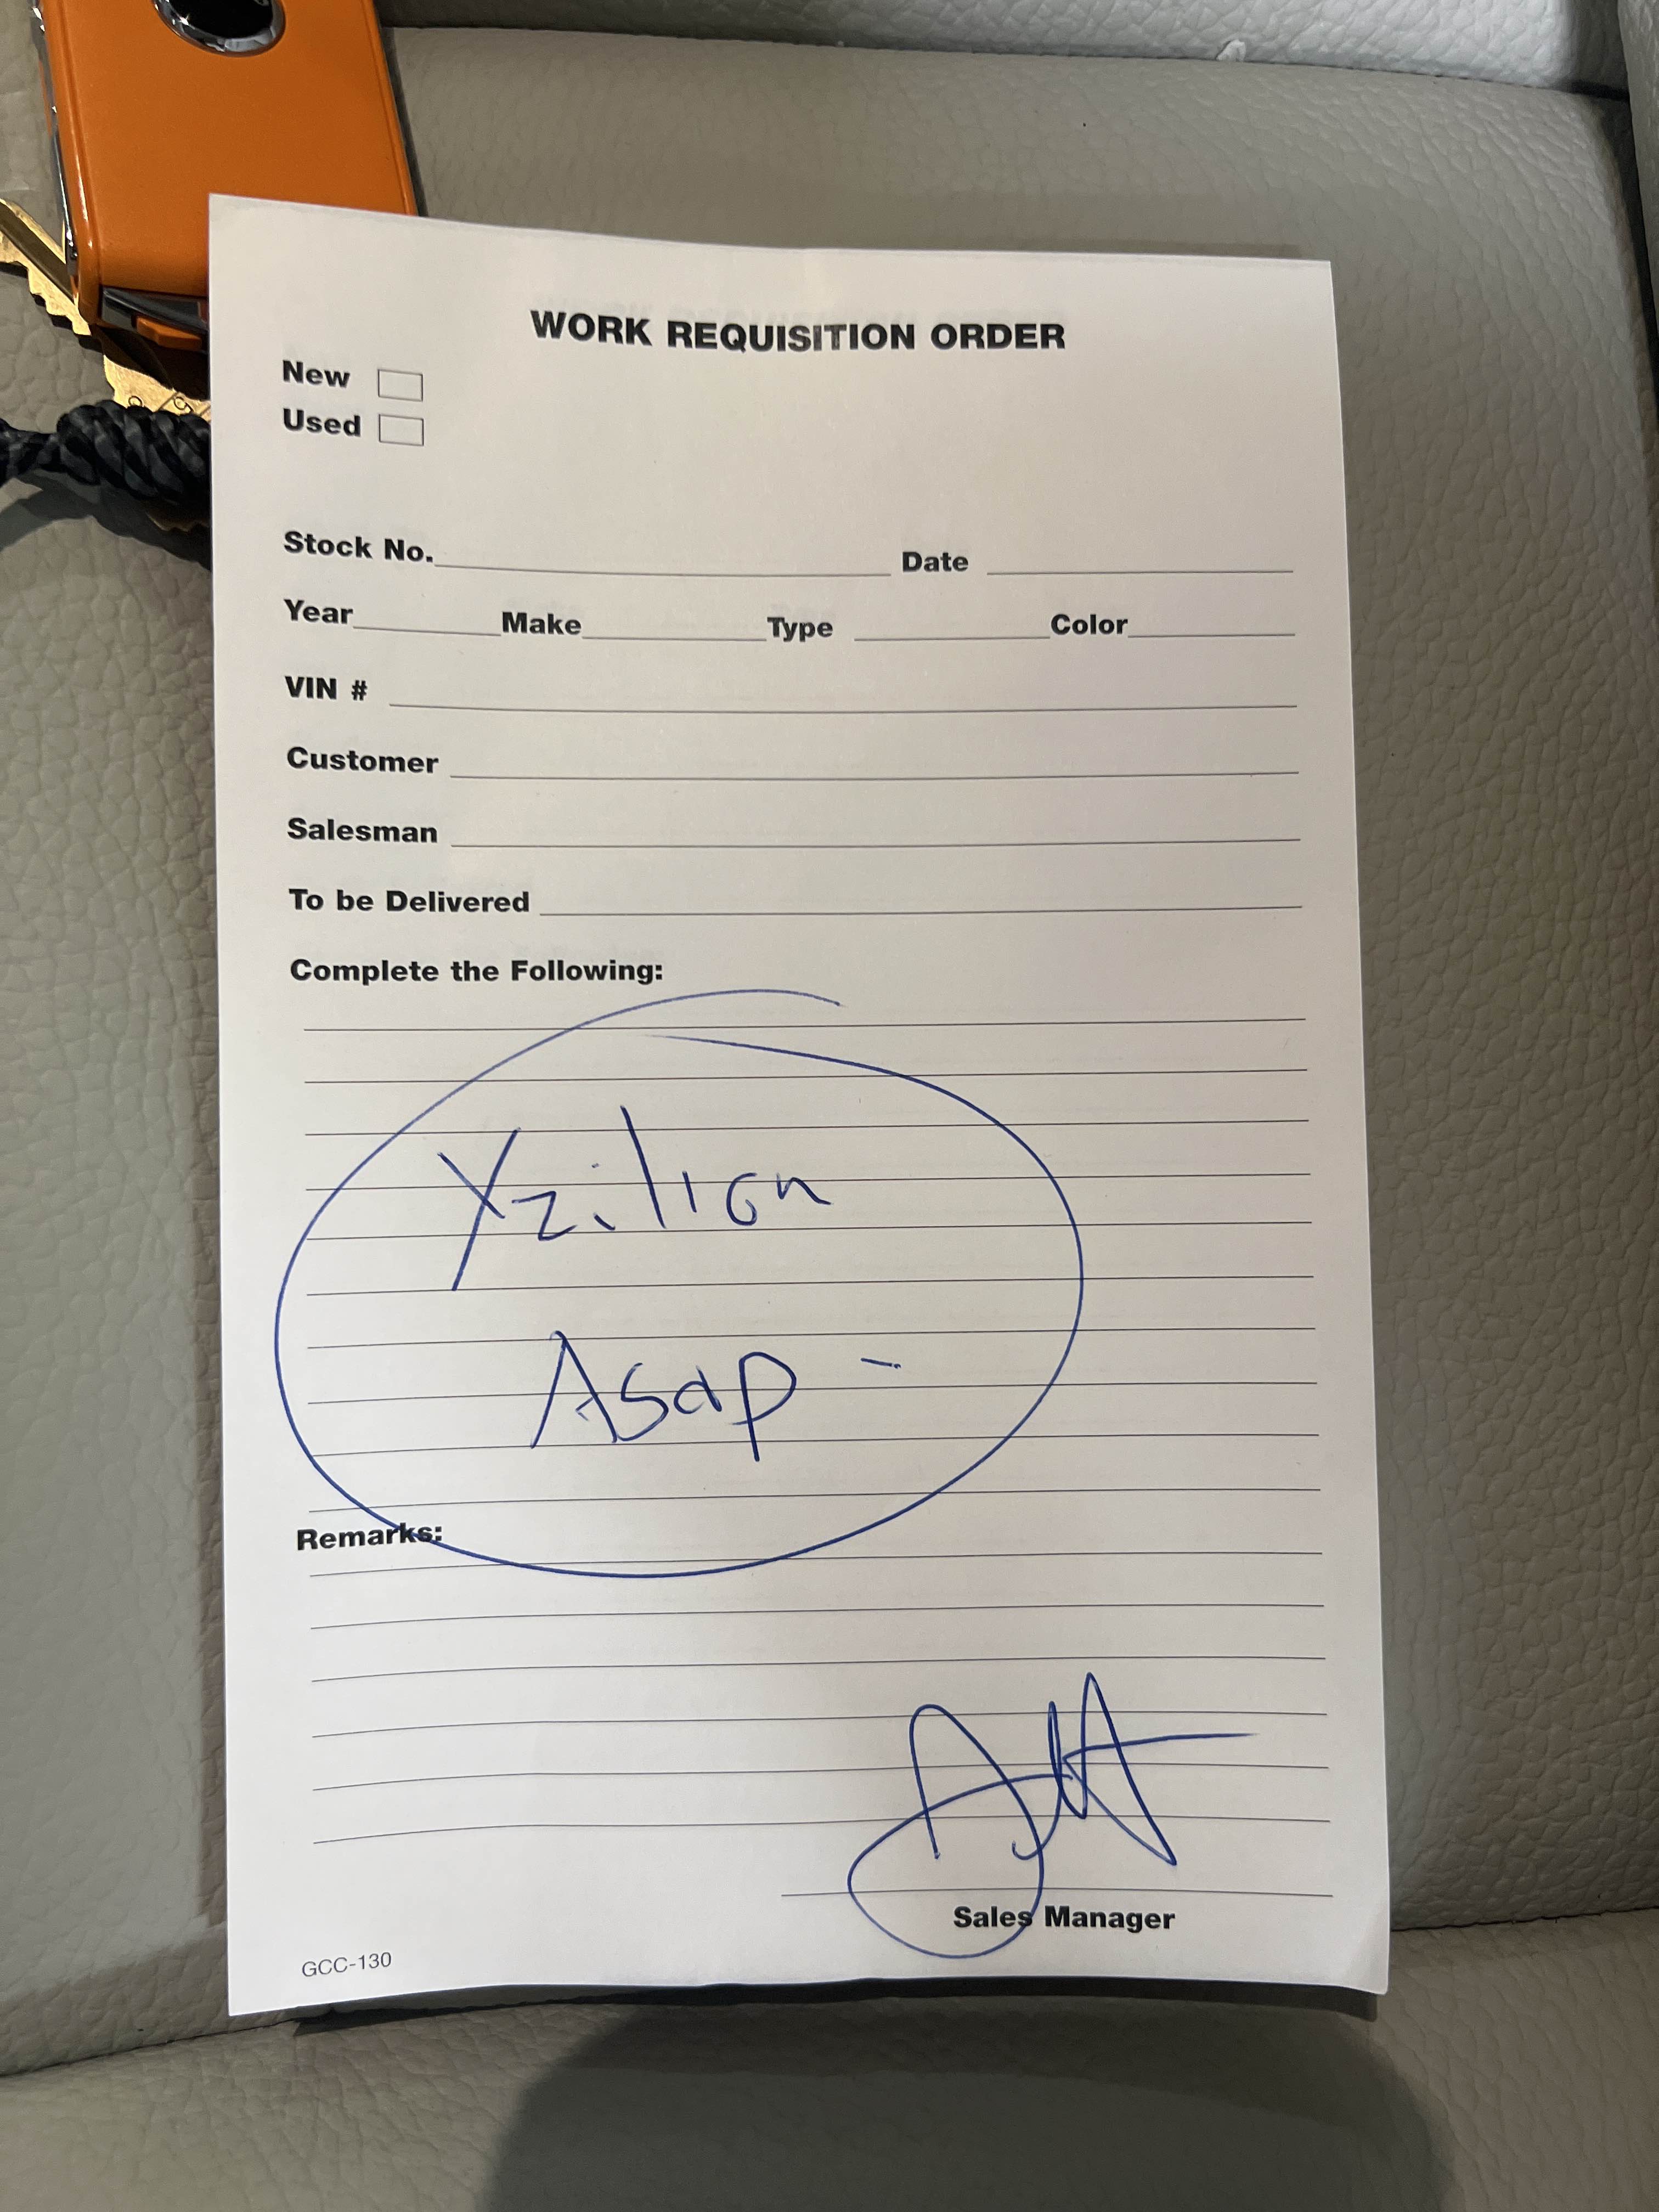 WORK REQUISITION ORDER
New
Used
Stock No. Date
Year Make Type Color
VIN #
Customer
Salesman
To be Delivered
Complete the Following:
Xzilion
Asap -
Remarks:
Sales Manager
GCC-130